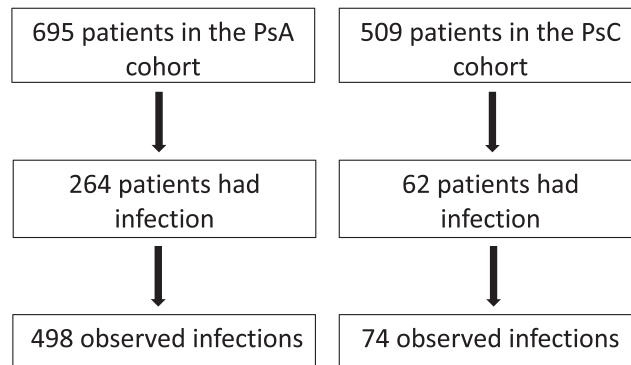 695 patients in the PsA
cohort
509 patients in the PsC
cohort
264 patients had
infection
62 patients had
infection
498 observed infections
74 observed infections